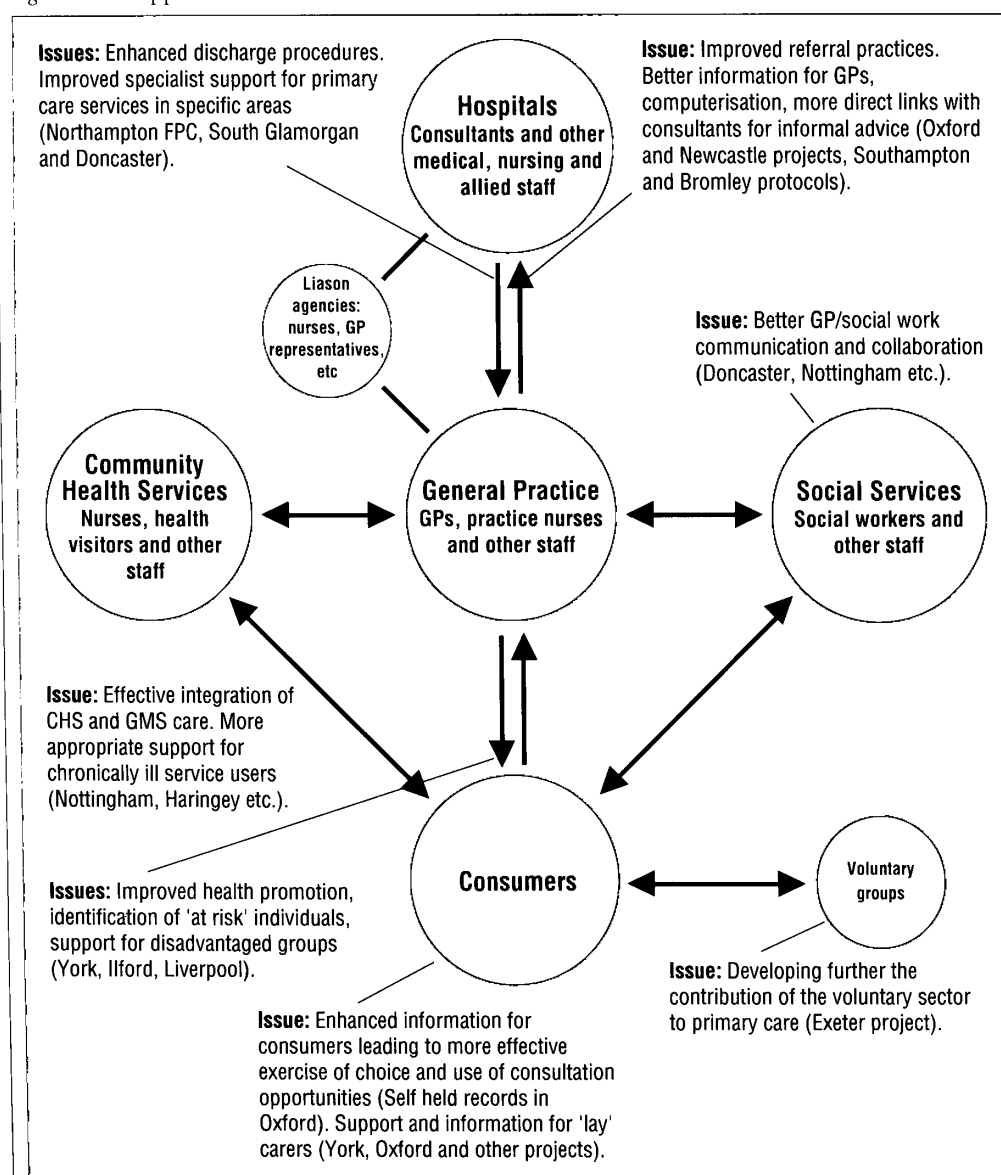 Issues: Enhanced discharge procedures.
Improved specialist support for primary
care services in specific areas
(Northampton FPC, South Glamorgan
and Doncaster).
Hospitals
Consultants and other
medical, nursing and
allied staff
Issue: Improved referral practices.
Better information for GPs,
computerisation, more direct links with
consultants for informal advice (Oxford
and Newcastle projects, Southampton
and Bromley protocols).
Liason
agencies:
nurses, GP
representatives,
etc
Issue: Better GP/social work
communication and collaboration
(Doncaster, Nottingham etc.).
Community
Health Services
Nurses, health
visitors and other
staff
General Practice
GPs, practice nurses
and other staff
Social Services
Social workers and
other staff
Issue: Effective integration of
CHS and GMS care. More
appropriate support for
chronically ill service users
(Nottingham, Haringey etc.).
Consumers
Voluntary
groups
Issues: Improved health promotion,
identification of 'at risk' individuals,
support for disadvantaged groups
(York, Ilford, Liverpool).
Issue: Developing further the
contribution of the voluntary sector
to primary care (Exeter project).
Issue: Enhanced information for
consumers leading to more effective
exercise of choice and use of consultation
opportunities (Self held records in
Oxford). Support and information for 'lay'
carers (York, Oxford and other projects).